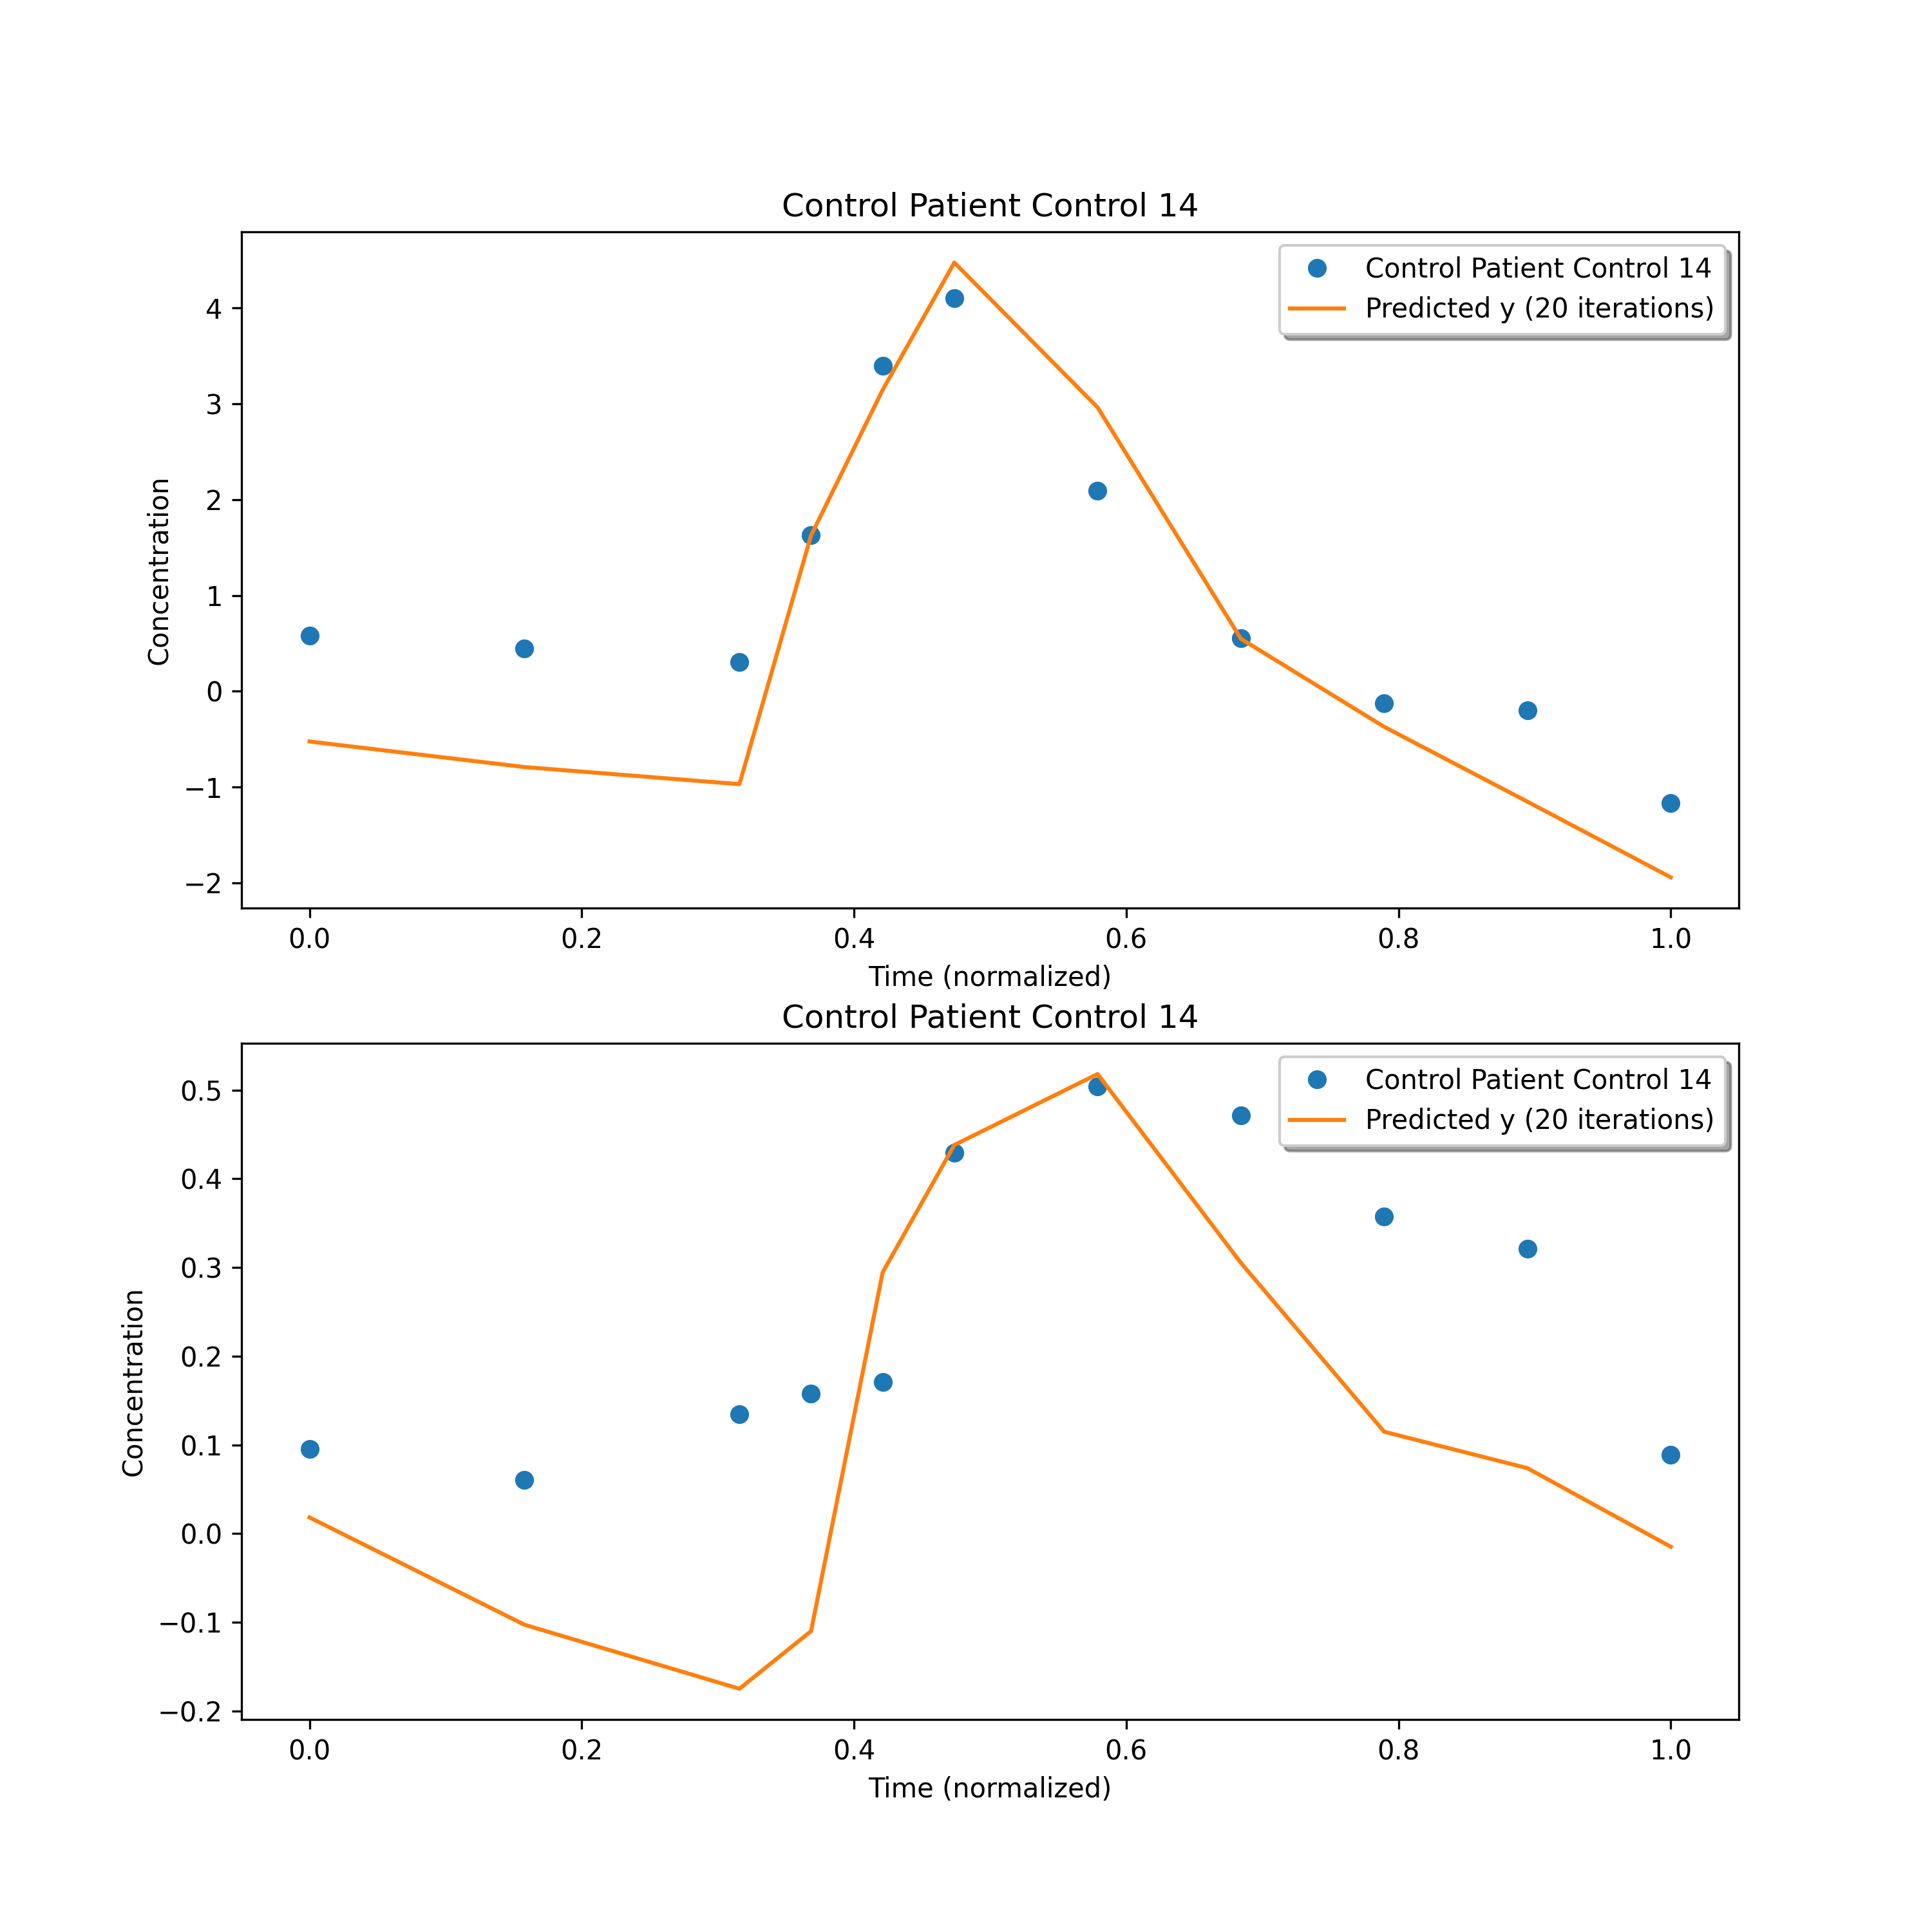 Control Patient Control 14
Control Patient Control 14
Predicted y (20 iterations)
4
3
2
1
0
−1
−2
Concentration
0.0 0.2 0.4 0.6 0.8 1.0
Time (normalized)
Control Patient Control 14
Control Patient Control 14
Predicted y (20 iterations)
0.5
0.4
0.3
0.2
0.1
0.0
−0.1
−0.2
Concentration
0.0 0.2 0.4 0.6 0.8 1.0
Time (normalized)